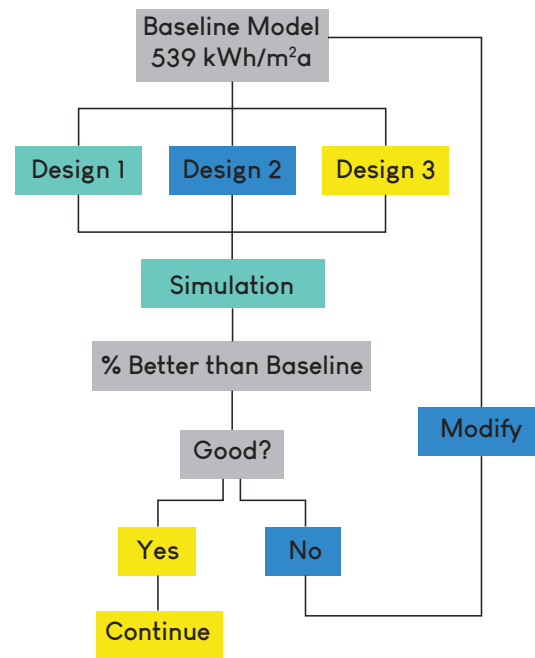 Baseline Model
539 kWh/m²a
Design 1
Design 2
Design 3
Simulation
% Better than Baseline
Modify
Good?
Yes
No
Continue